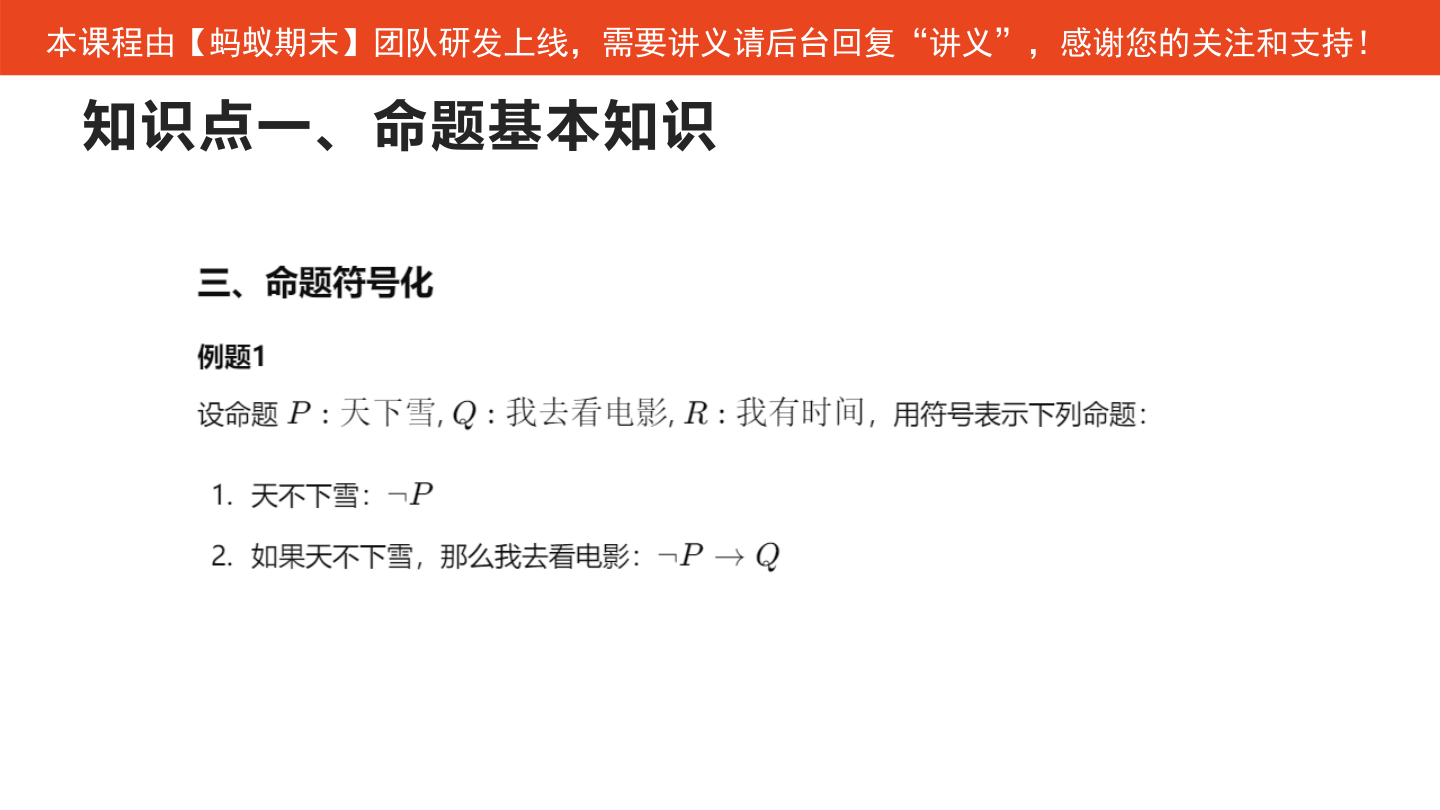 本课程由【蚂蚁期末】团队研发上线，需要讲义请后台回复“讲义”，感谢您的关注和支持！
知识点一、命题基本知识
三、命题符号化
例题1
设命题 P : 天下雪, Q : 我去看电影, R : 我有时间，用符号表示下列命题：
1. 天不下雪：¬P
2. 如果天不下雪，那么我去看电影：¬P → Q